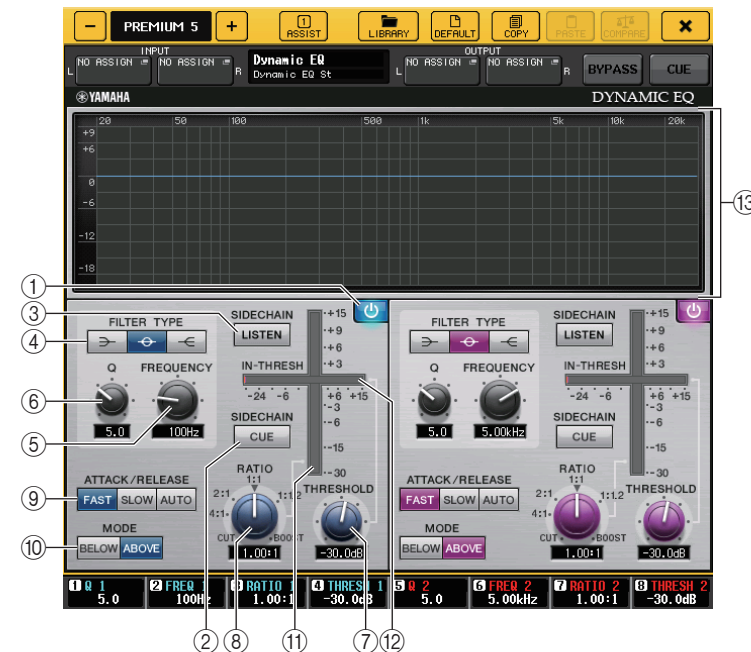 − PREMIUM 5 + 1 ASSIST LIBRARY DEFAULT COPY PASTE COMPARE ×
INPUT OUTPUT
L NO ASSIGN NO ASSIGN R Dynamic EQ L NO ASSIGN NO ASSIGN R BYPASS CUE
Dynamic EQ St
YAMAHA DYNAMIC EQ
20 50 100 500 1k 5k 10k 20k
+9
+6
0
-6
-12
-18
13
1
3
4
6
5
9
10
FILTER TYPE
Q FREQUENCY
5.0 100Hz
SIDECHAIN
LISTEN
IN-THRESH
-24 -6 +6 +15
SIDECHAIN
CUE
+15
+9
+6
+3
-3
-6
-15
-30
ATTACK/RELEASE
FAST SLOW AUTO
MODE
BELOW ABOVE
RATIO
1:1
2:1 1:1.2
4:1
CUT BOOST
1.00:1
THRESHOLD
-30.0dB
FILTER TYPE
Q FREQUENCY
5.0 5.00kHz
SIDECHAIN
LISTEN
IN-THRESH
-24 -6 +6 +15
SIDECHAIN
CUE
+15
+9
+6
+3
-3
-6
-15
-30
ATTACK/RELEASE
FAST SLOW AUTO
MODE
BELOW ABOVE
RATIO
1:1
2:1 1:1.2
4:1
CUT BOOST
1.00:1
THRESHOLD
-30.0dB
1 Q 1 2 FREQ 1 3 RATIO 1 4 THRESH 1 5 Q 2 6 FREQ 2 7 RATIO 2 8 THRESH 2
5.0 100Hz 1.00:1 -30.0dB 5.0 5.00kHz 1.00:1 -30.0dB
2 8 11 7 12